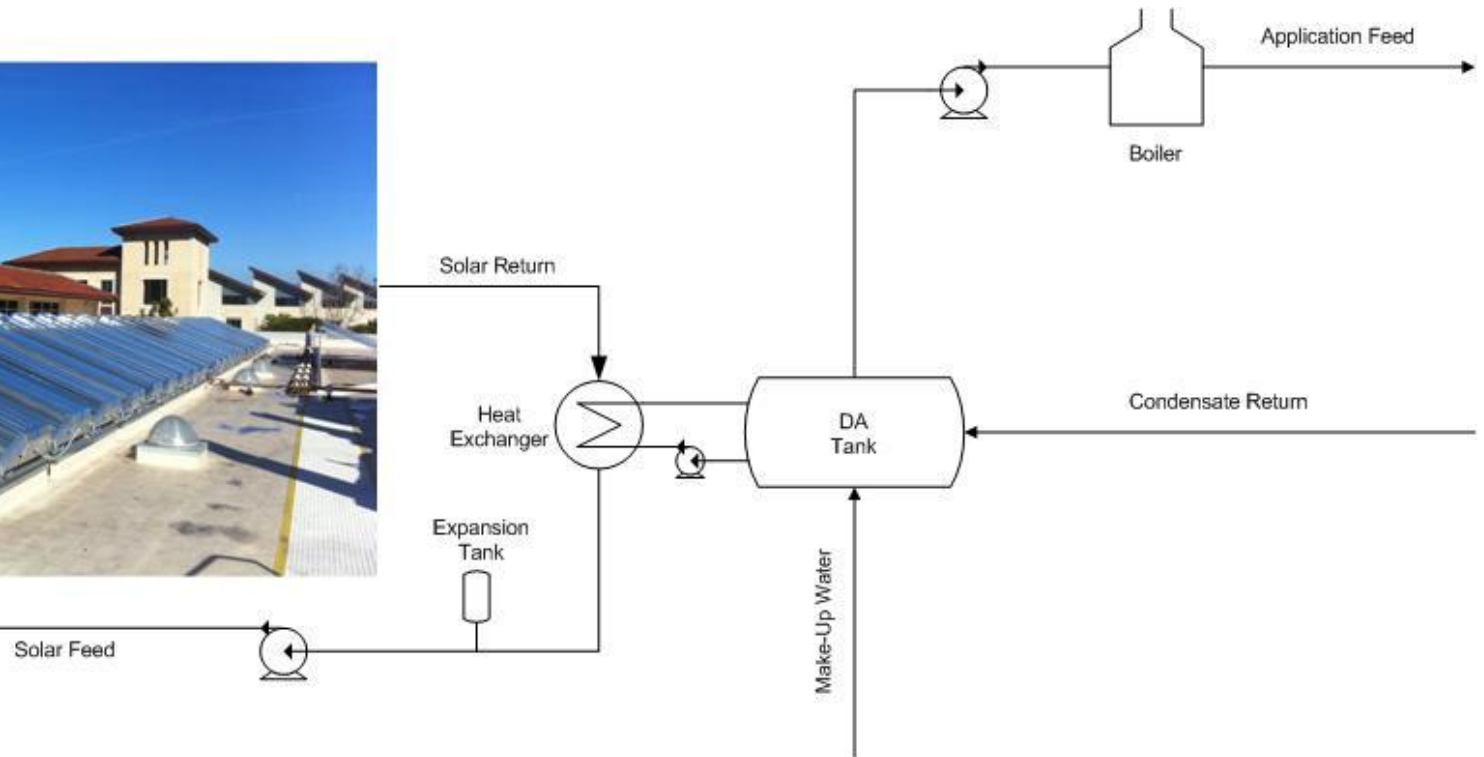 Application Feed
Boiler
Solar Return
Heat
Exchanger
DA
Tank
Condensate Return
Expansion
Tank
Make-Up Water
Solar Feed